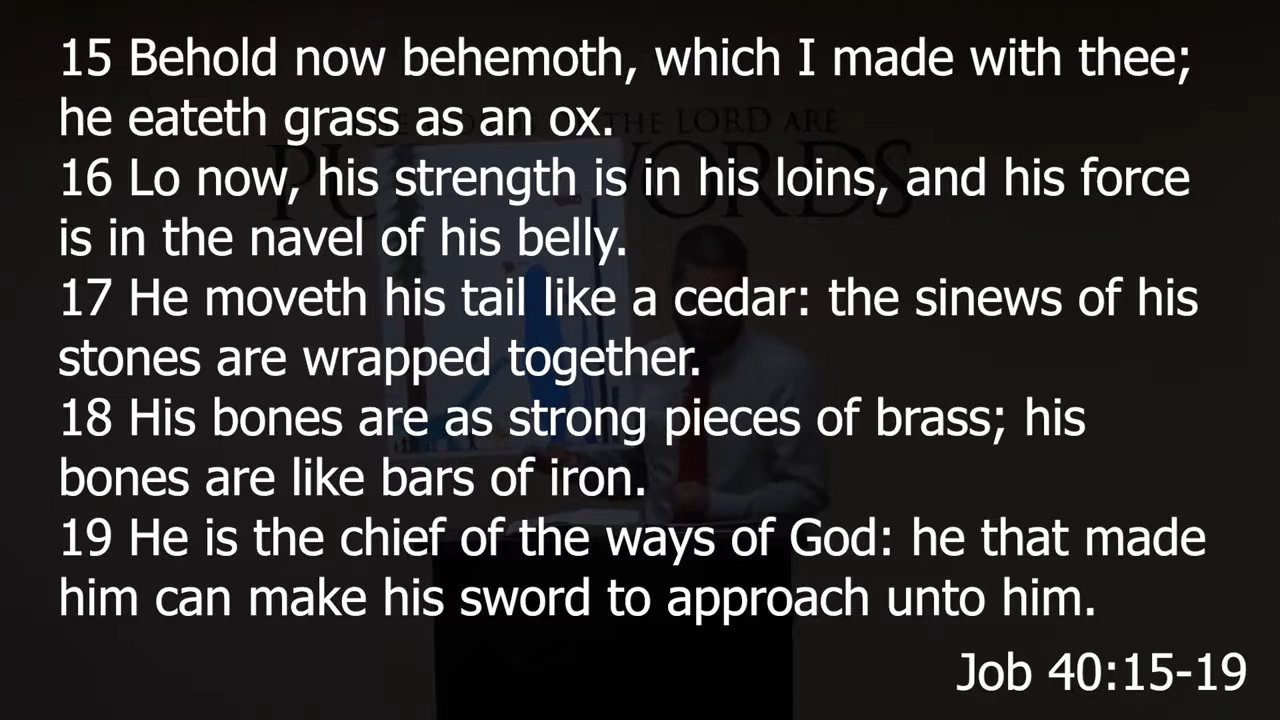 15 Behold now behemoth, which I made with thee;
he eateth grass as an ox.
16 Lo now, his strength is in his loins, and his force
is in the navel of his belly.
17 He moveth his tail like a cedar: the sinews of his
stones are wrapped together.
18 His bones are as strong pieces of brass; his
bones are like bars of iron.
19 He is the chief of the ways of God: he that made
him can make his sword to approach unto him.
Job 40:15-19
THE LORD ARE
WORDS